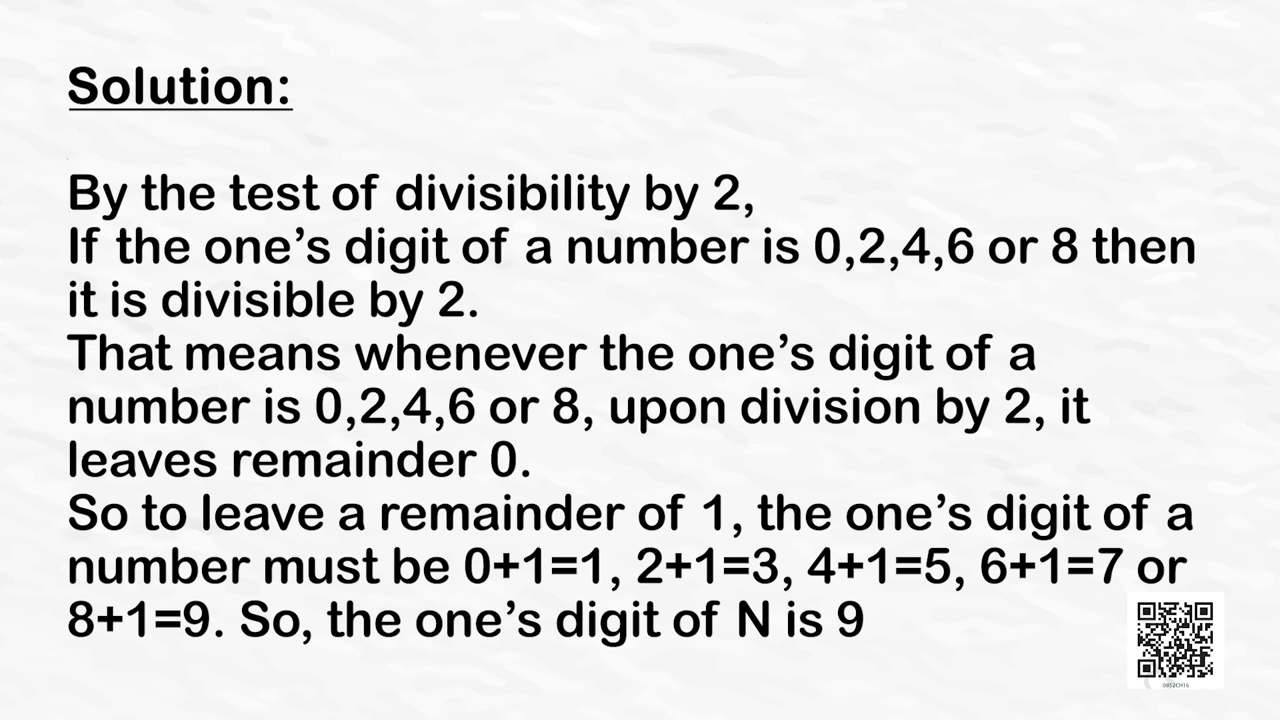 Solution:
By the test of divisibility by 2,
If the one’s digit of a number is 0,2,4,6 or 8 then
it is divisible by 2.
That means whenever the one’s digit of a
number is 0,2,4,6 or 8, upon division by 2, it
leaves remainder 0.
So to leave a remainder of 1, the one’s digit of a
number must be 0+1=1, 2+1=3, 4+1=5, 6+1=7 or
8+1=9. So, the one’s digit of N is 9
0852CH16